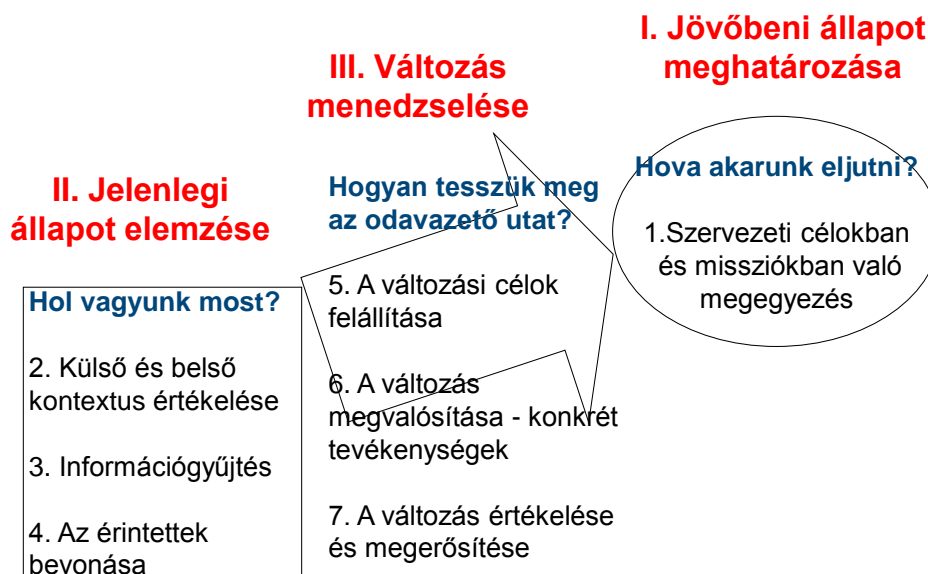 I. Jövőbeni állapot
meghatározása
III. Változás
menedzselése
II. Jelenlegi
állapot elemzése
Hova akarunk eljutni?
1.Szervezeti célokban
és missziókban való
megegyezés
Hogyan tesszük meg
az odavazető utat?
5. A változási célok
felállítása
6. A változás
megvalósítása - konkrét
tevékenységek
7. A változás értékelése
és megerősítése
Hol vagyunk most?
2. Külső és belső
kontextus értékelése
3. Információgyűjtés
4. Az érintettek
bevonása